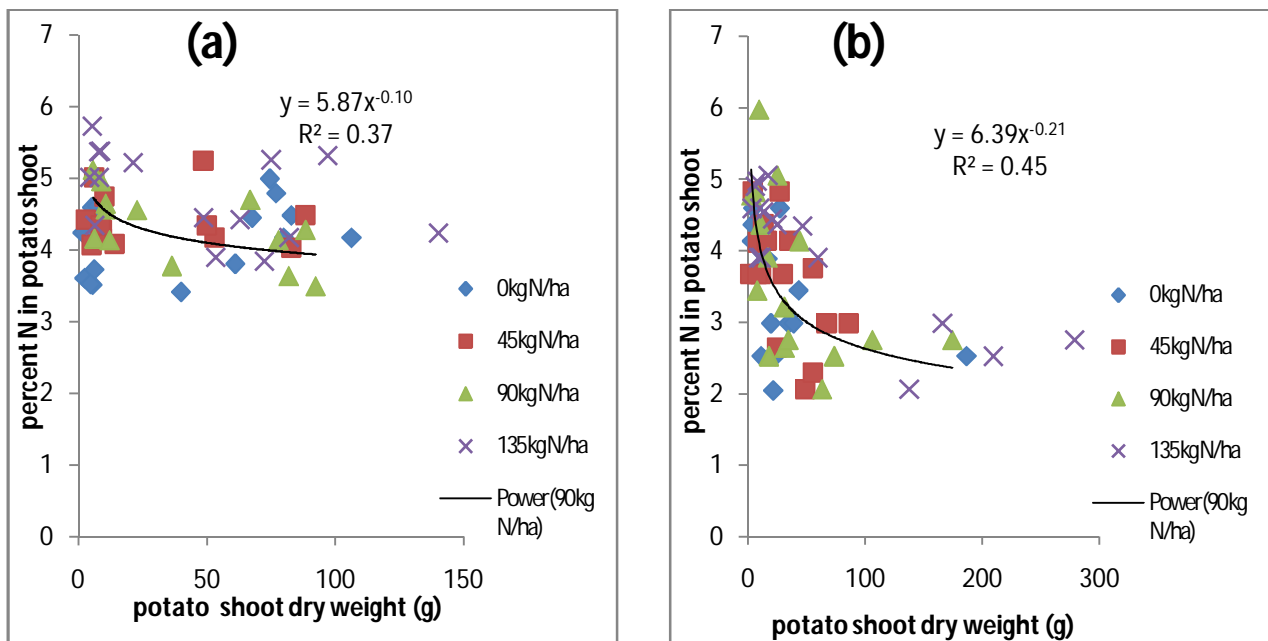 (a)
7
6
5
4
3
2
1
0
percent N in potato shoot
y = 5.87x^-0.10
R² = 0.37
0kgN/ha
45kgN/ha
90kgN/ha
135kgN/ha
Power(90kg
N/ha)
0 50 100 150
potato shoot dry weight (g)
(b)
7
6
5
4
3
2
1
0
percent N in potato shoot
y = 6.39x^-0.21
R² = 0.45
0kgN/ha
45kgN/ha
90kgN/ha
135kgN/ha
Power(90kg
N/ha)
0 100 200 300
potato shoot dry weight (g)